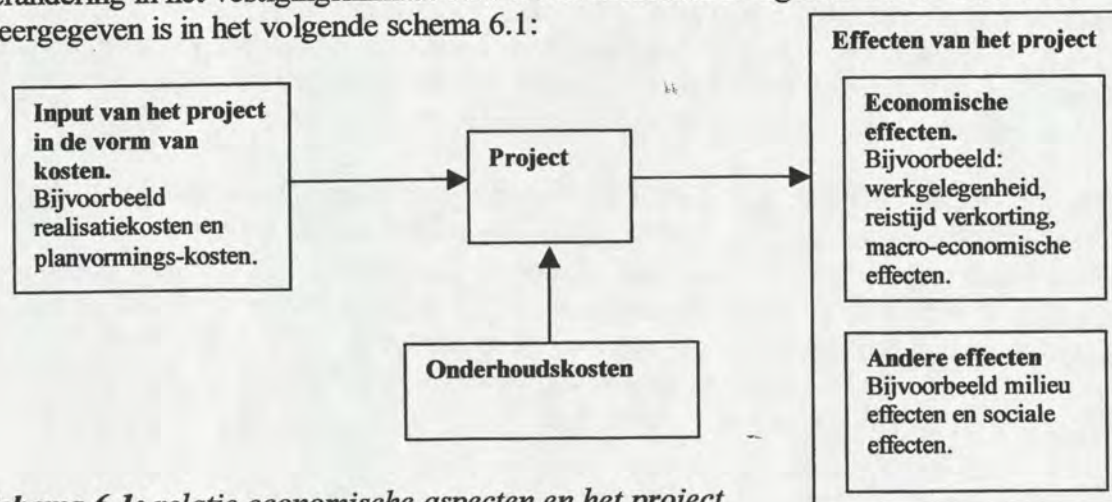 eergegeven is in het volgende schema 6.1:
Input van het project
in de vorm van
kosten.
Bijvoorbeeld
realisatiekosten en
planvormings-kosten.
Project
Onderhoudskosten
Effecten van het project
Economische
effecten.
Bijvoorbeeld:
werkgelegenheid,
reistijd verkorting,
macro-economische
effecten.
Andere effecten
Bijvoorbeeld milieu
effecten en sociale
effecten.
6.1: relatie economische aspecten en het project